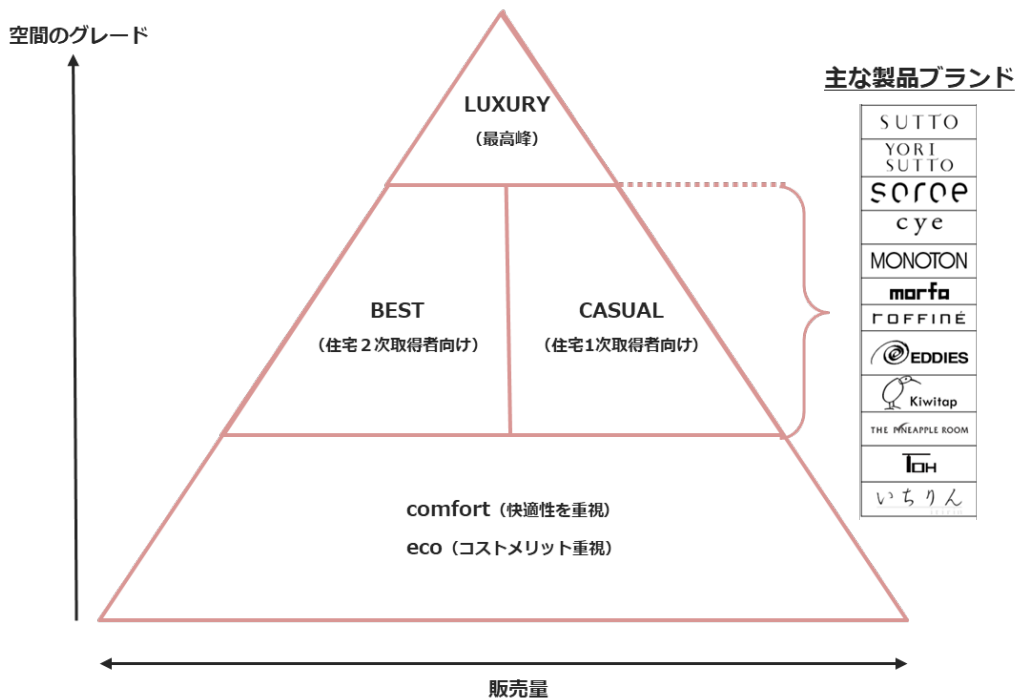 空間のグレード
LUXURY
（最高峰）
BEST
（住宅２次取得者向け）
CASUAL
（住宅1次取得者向け）
comfort（快適性を重視）
eco（コストメリット重視）
販売量
主な製品ブランド
SUTTO
YORI
SUTTO
soroe
cye
MONOTON
morfa
roffiné
EDDIES
Kiwitap
THE PINEAPPLE ROOM
TOH
いちりん